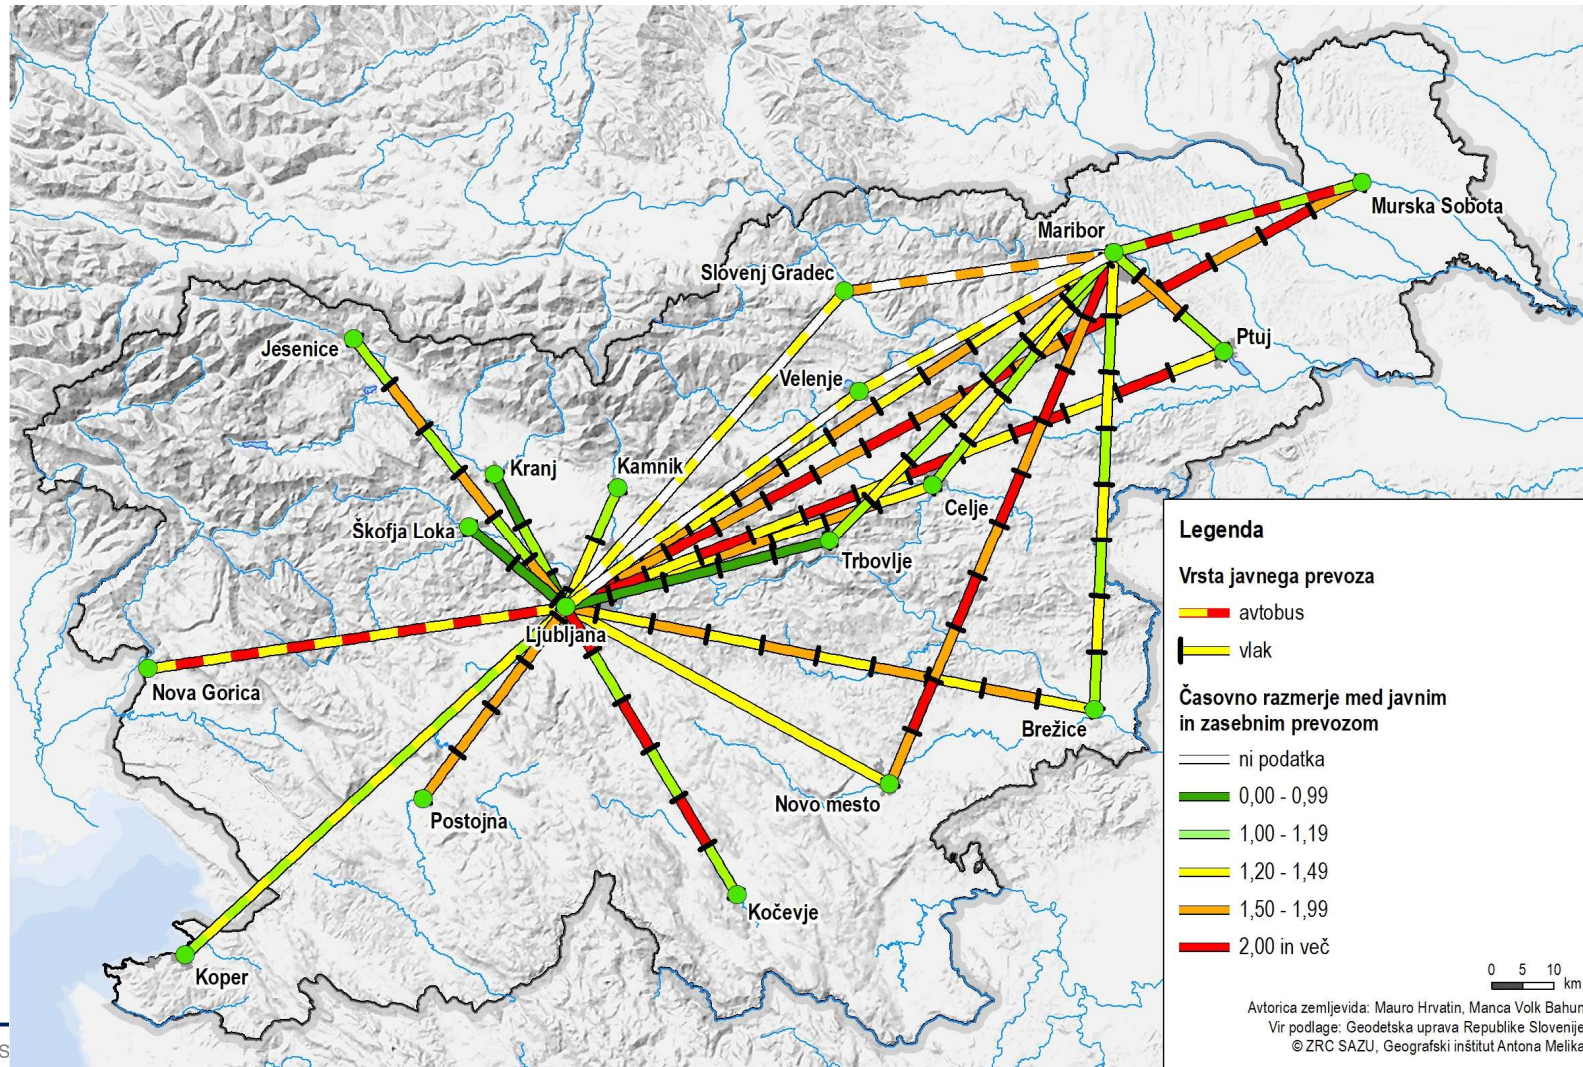 Murska Sobota
Maribor
Slovenj Gradec
Jesenice
Ptuj
Velenje
Kranj
Kamnik
Celje
Škofja Loka
Trbovlje
Ljubljana
Nova Gorica
Brežice
Novo mesto
Postojna
Kočevje
Koper
Legenda
Vrsta javnega prevoza
avtobus
vlak
Časovno razmerje med javnim
in zasebnim prevozom
ni podatka
0,00 - 0,99
1,00 - 1,19
1,20 - 1,49
1,50 - 1,99
2,00 in več
0 5 10
km
Avtorica zemljevida: Mauro Hrvatin, Manca Volk Bahun
Vir podlage: Geodetska uprava Republike Slovenije
© ZRC SAZU, Geografski inštitut Antona Melika